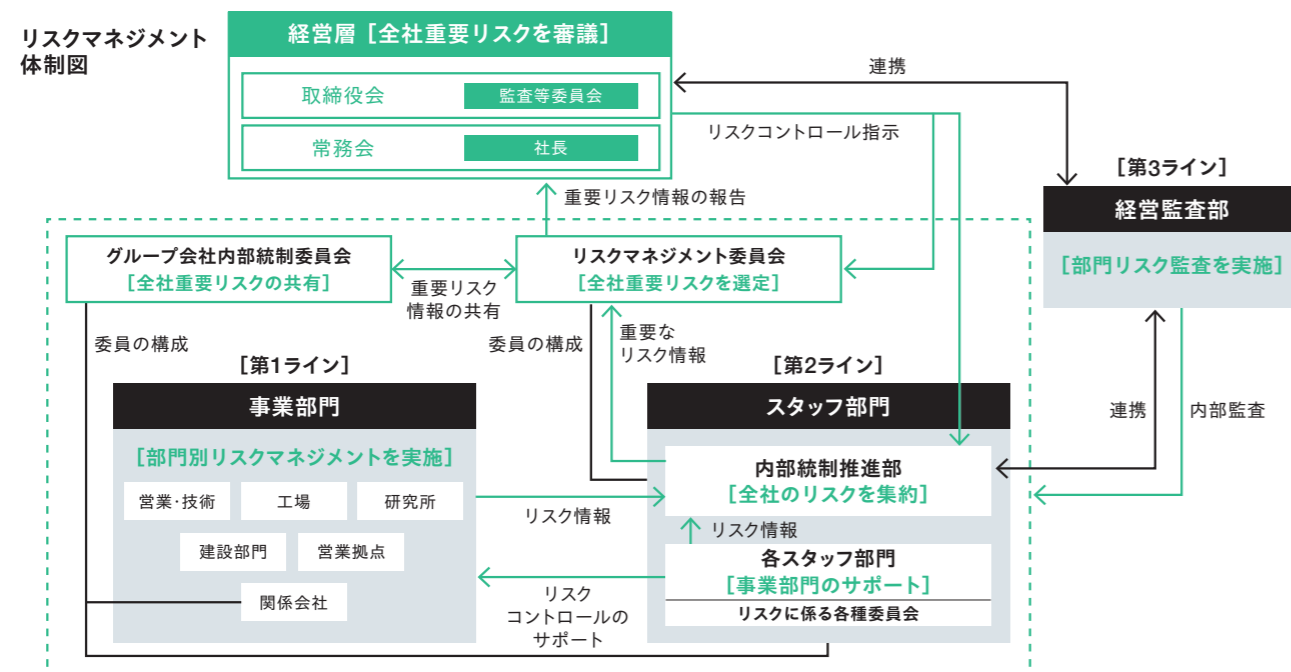 リスクマネジメント
体制図
経営層［全社重要リスクを審議］
取締役会
監査等委員会
常務会
社長
連携
リスクコントロール指示
重要リスク情報の報告
［第3ライン］
経営監査部
［部門リスク監査を実施］
グループ会社内部統制委員会
［全社重要リスクの共有］
重要リスク
情報の共有
リスクマネジメント委員会
［全社重要リスクを選定］
委員の構成
委員の構成
重要な
リスク情報
［第1ライン］
事業部門
［部門別リスクマネジメントを実施］
営業・技術
工場
研究所
建設部門
営業拠点
関係会社
リスク情報
リスク
コントロールの
サポート
［第2ライン］
スタッフ部門
内部統制推進部
［全社のリスクを集約］
リスク情報
各スタッフ部門
［事業部門のサポート］
リスクに係る各種委員会
連携
内部監査